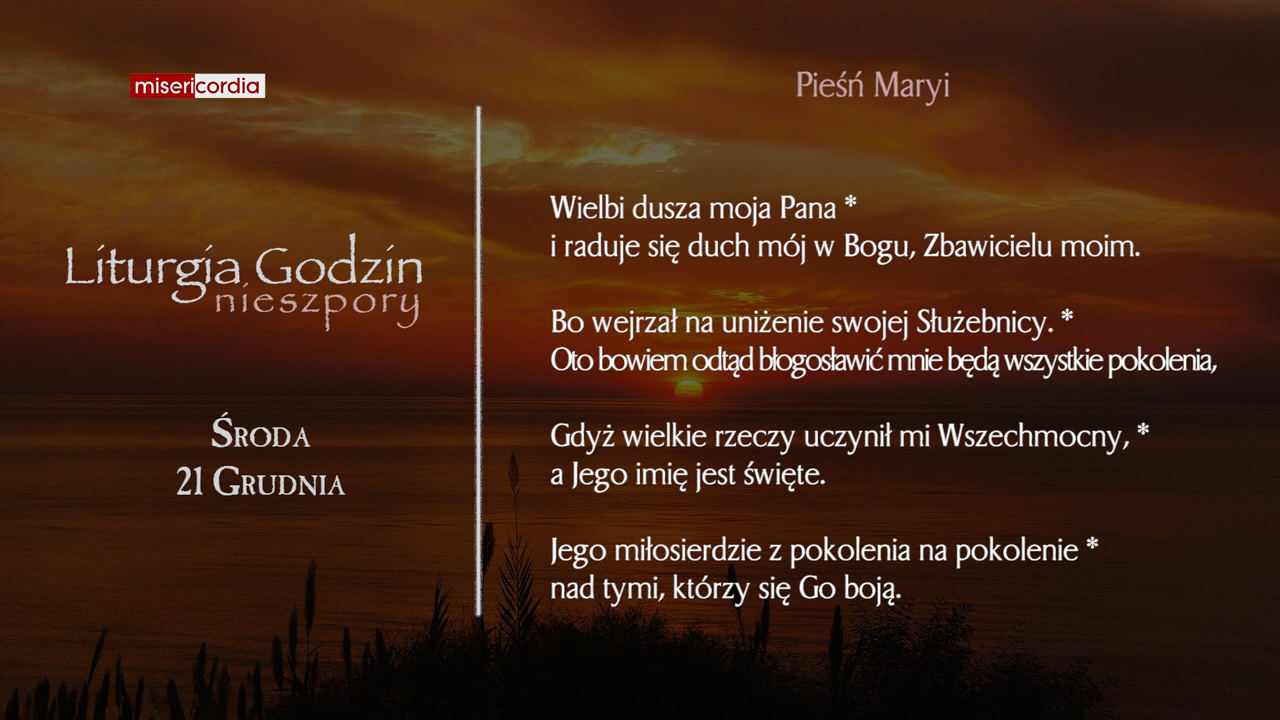 misericordia
Liturgia Godzin
nieszpory
Środa
21 Grudnia
Pieśń Maryi
Wielbi dusza moja Pana *
i raduje się duch mój w Bogu, Zbawicielu moim.
Bo wejrzał na uniżenie swojej Służebnicy. *
Oto bowiem odtąd błogosławić mnie będą wszystkie pokolenia,
Gdyż wielkie rzeczy uczynił mi Wszechmocny, *
a Jego imię jest święte.
Jego miłosierdzie z pokolenia na pokolenie *
nad tymi, którzy się Go boją.